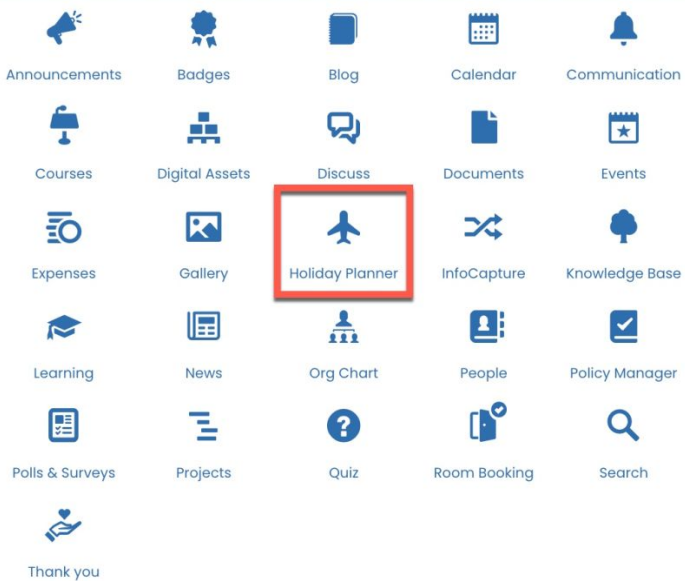 Announcements
Badges
Blog
Calendar
Communication
Courses
Digital Assets
Discuss
Documents
Events
Expenses
Gallery
Holiday Planner
InfoCapture
Knowledge Base
Learning
News
Org Chart
People
Policy Manager
Polls & Surveys
Projects
Quiz
Room Booking
Search
Thank you